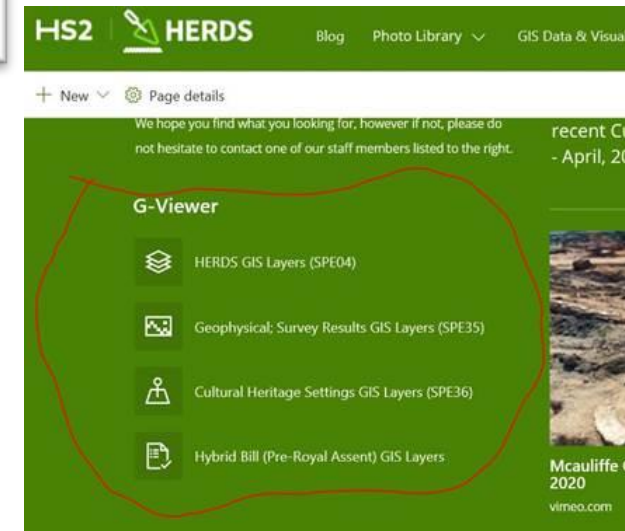 HS2 HERDS Blog Photo Library GIS Data &
New Page details
We hope you find what you looking for, however if not, please do
not hesitate to contact one of our staff members listed to the right.
recent
- April,
G-Viewer
HERDS GIS Layers (SPE04)
Geophysical; Survey Results GIS Layers (SPE35)
Cultural Heritage Settings GIS Layers (SPE36)
Hybrid Bill (Pre-Royal Assent) GIS Layers
Mcauliffe
2020
vimeo.com